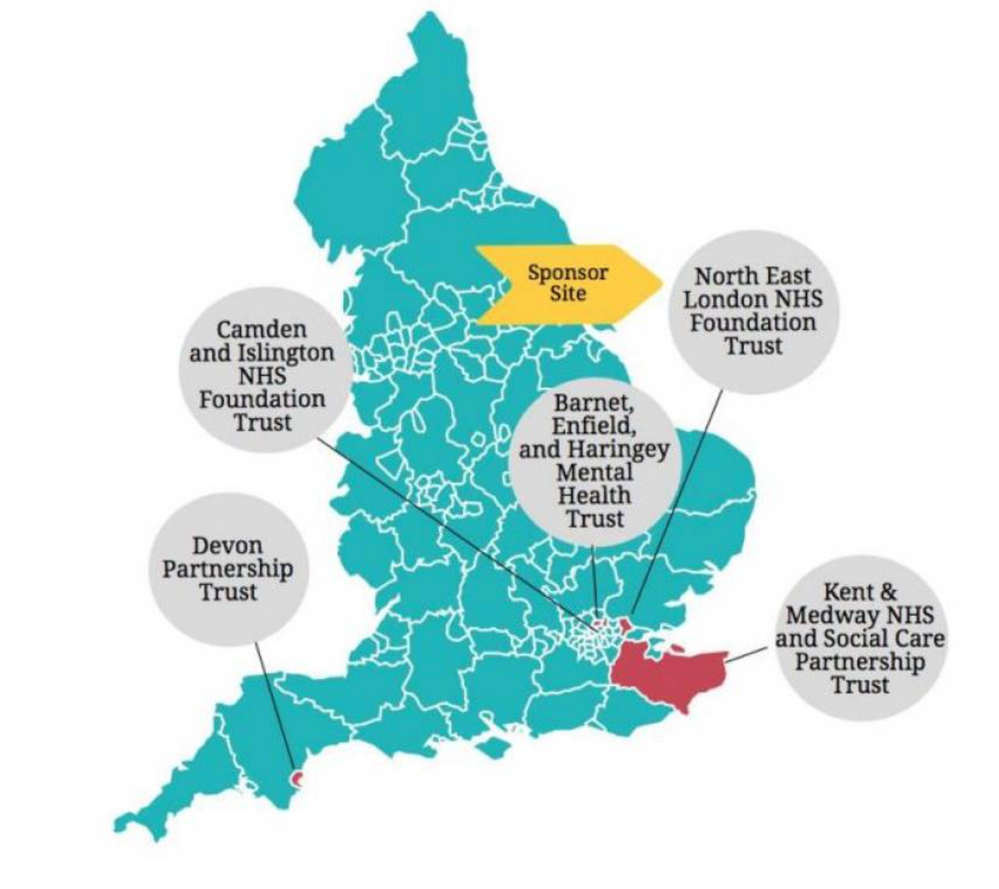 Sponsor
Site
North East
London NHS
Foundation
Trust
Camden
and Islington
NHS
Foundation
Trust
Barnet,
Enfield,
and Haringey
Mental
Health
Trust
Devon
Partnership
Trust
Kent &
Medway NHS
and Social Care
Partnership
Trust